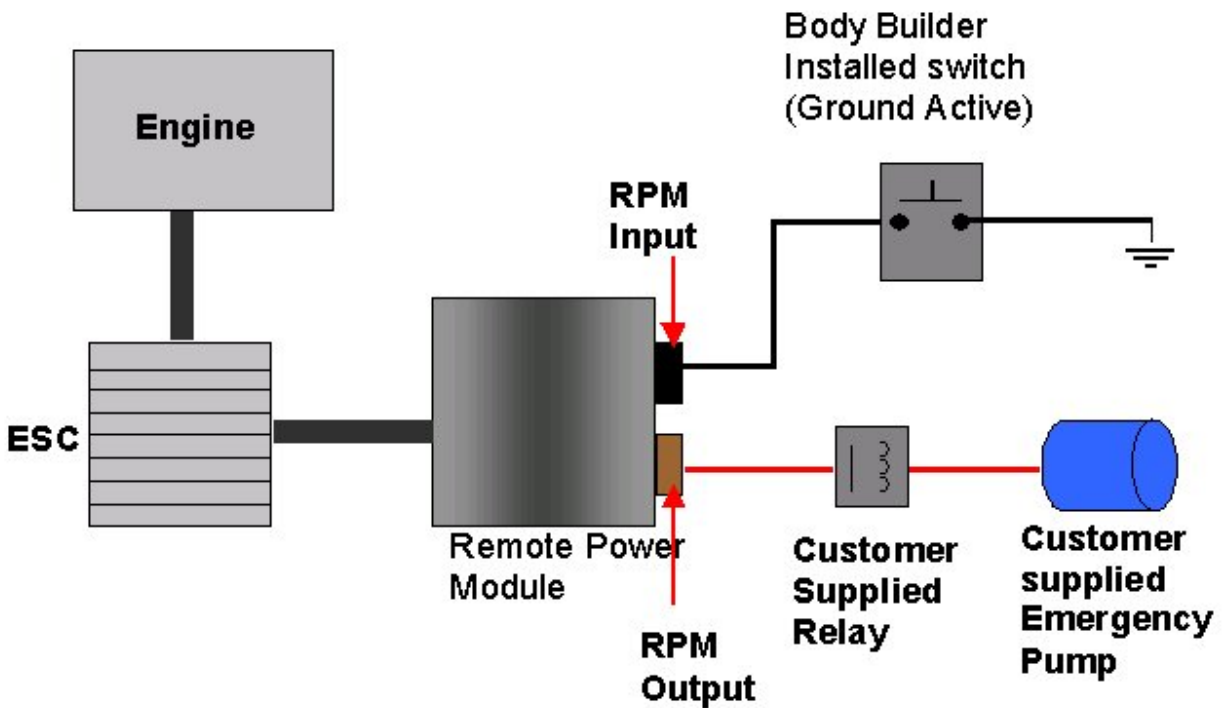 Body Builder
Installed switch
(Ground Active)
Engine
RPM
Input
ESC
Remote Power
Module
Customer
Supplied
Relay
Customer
supplied
Emergency
Pump
RPM
Output